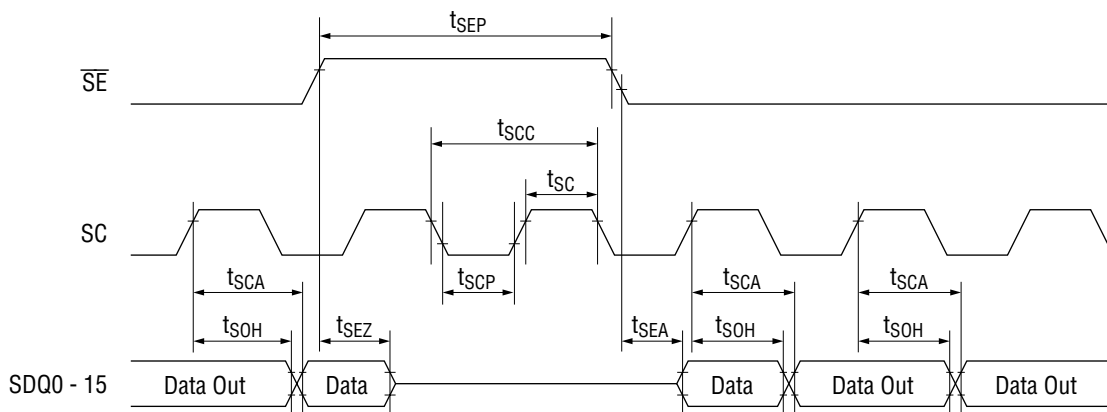 tSEP
SE
tSCC
tSC
SC
tSCA tSCP tSCA tSCA
tSOH tSEZ tSEA tSOH tSOH
SDQ0 - 15 Data Out Data Data Data Out Data Out